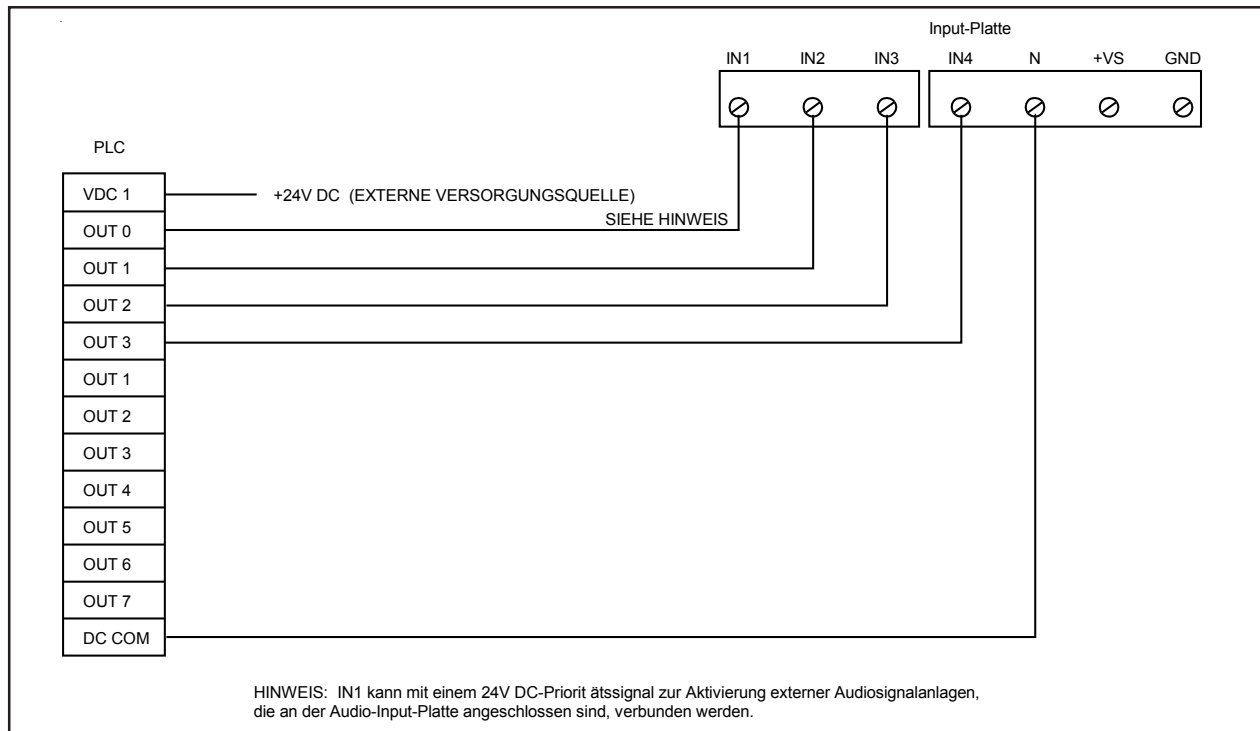 Input-Platte
IN1 IN2 IN3 IN4 N +VS GND
PLC
VDC 1
+24V DC (EXTERNE VERSORGUNGSQUELLE)
SIEHE HINWEIS
OUT 0
OUT 1
OUT 2
OUT 3
OUT 1
OUT 2
OUT 3
OUT 4
OUT 5
OUT 6
OUT 7
DC COM
HINWEIS: IN1 kann mit einem 24V DC-Priorit ätssignal zur Aktivierung externer Audiosignalanlagen,
die an der Audio-Input-Platte angeschlossen sind, verbunden werden.